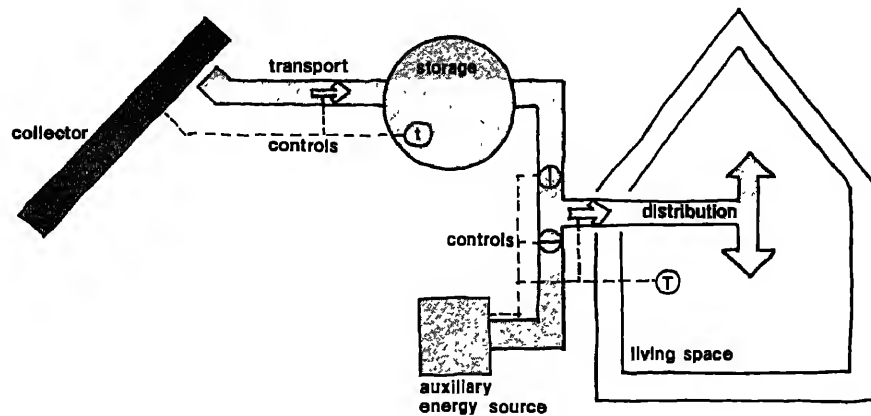 transport
storage
collector
controls
t
distribution
controls
T
living space
auxiliary
energy source